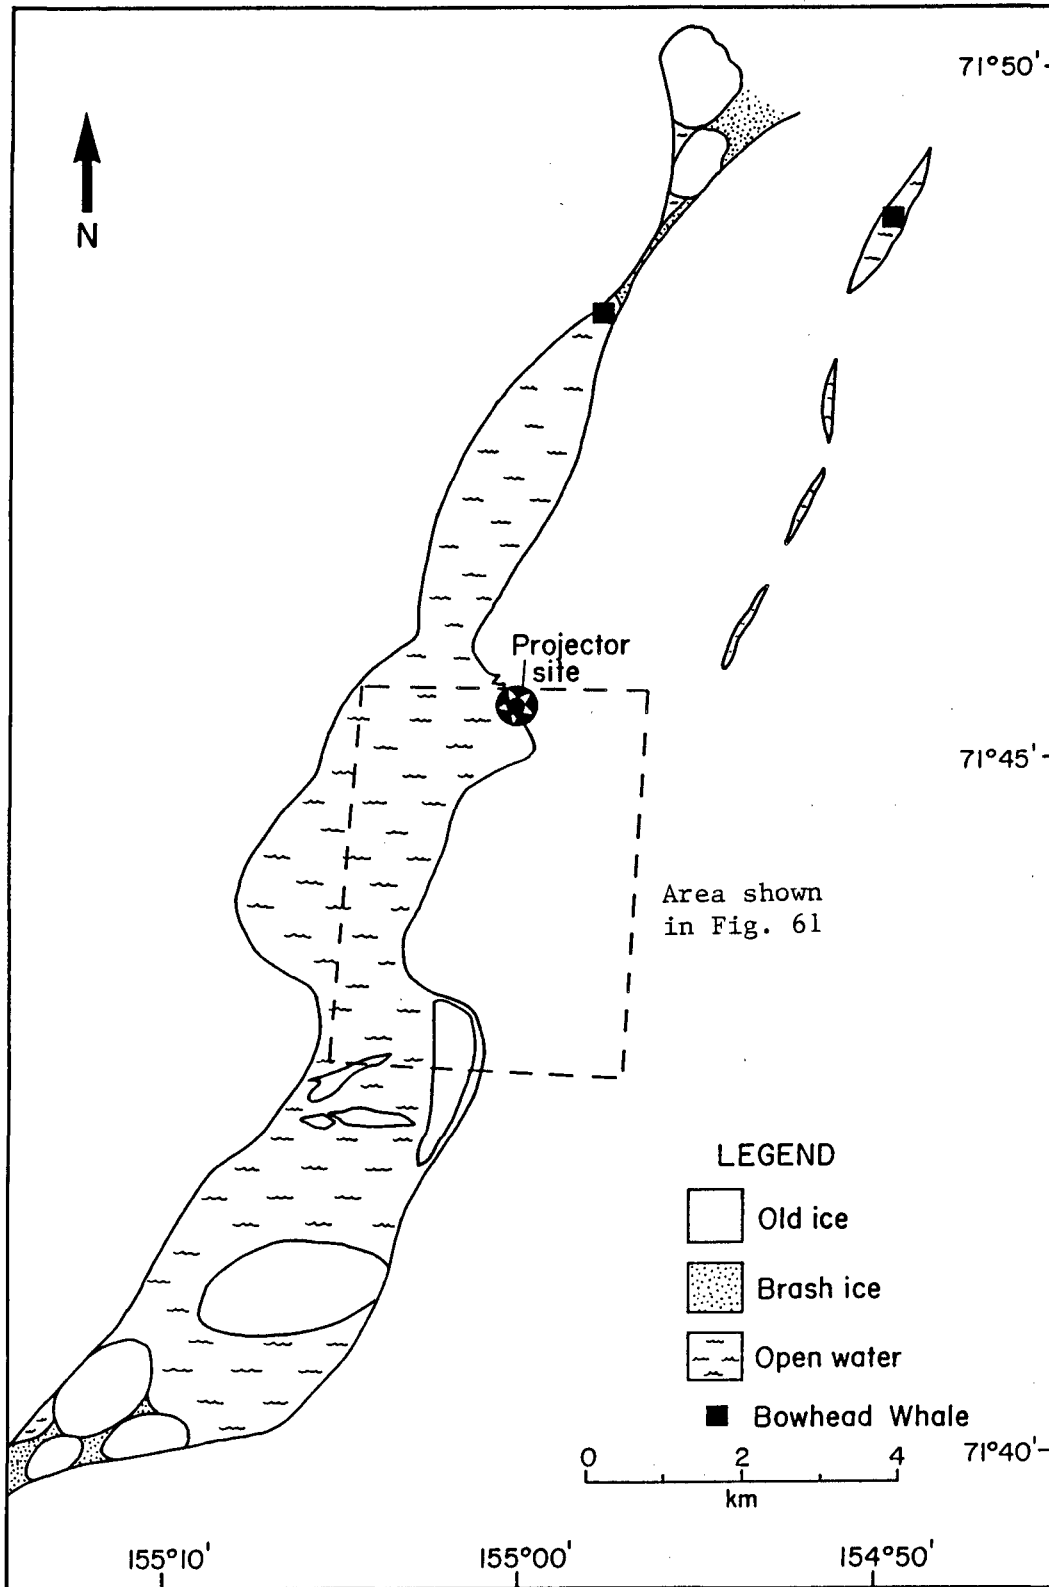 71°50'
N
Projector
site
71°45'
Area shown
in Fig. 61
LEGEND
Old ice
Brash ice
Open water
Bowhead Whale
0 2 4
km
71°40'
155°10' 155°00' 154°50'